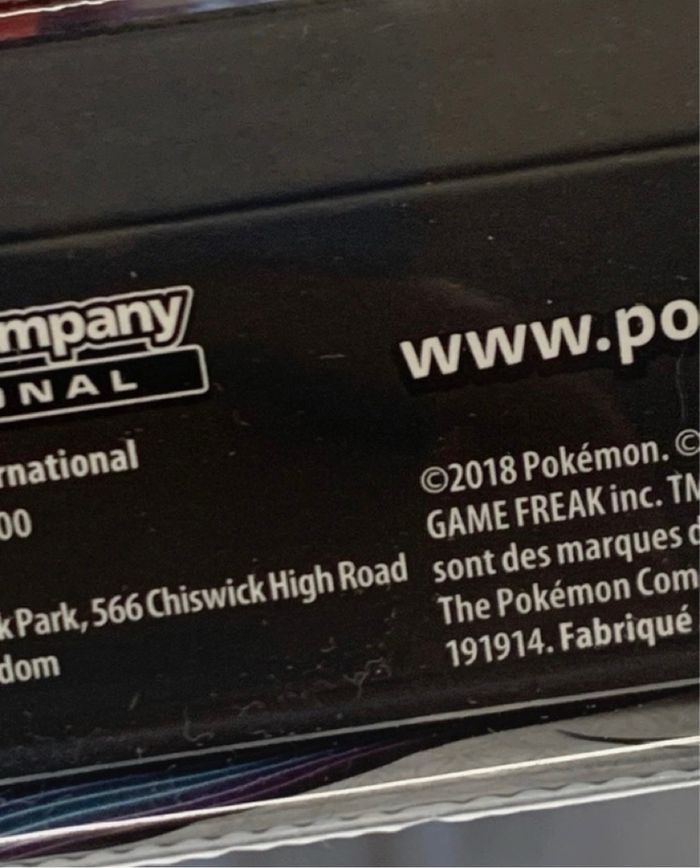 mpany
NAL
rnational
00
k Park, 566 Chiswick High Road
dom
www.po
©2018 Pokémon. ©
GAME FREAK inc. TM
sont des marques d
The Pokémon Com
191914. Fabriqué